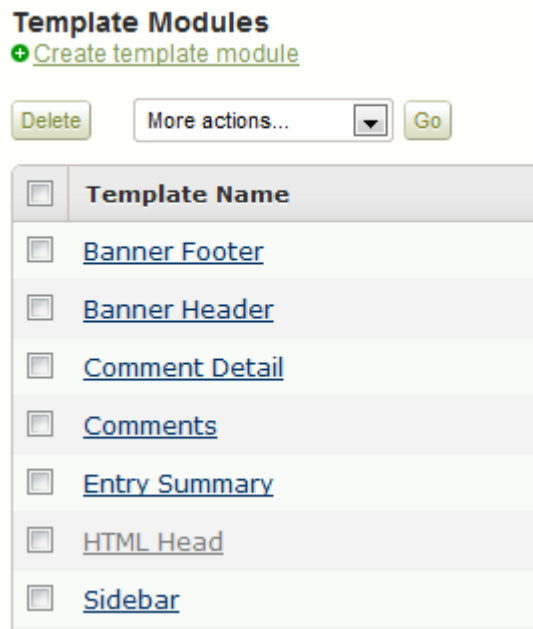 Template Modules
Create template module
Delete More actions... Go
Template Name
Banner Footer
Banner Header
Comment Detail
Comments
Entry Summary
HTML Head
Sidebar